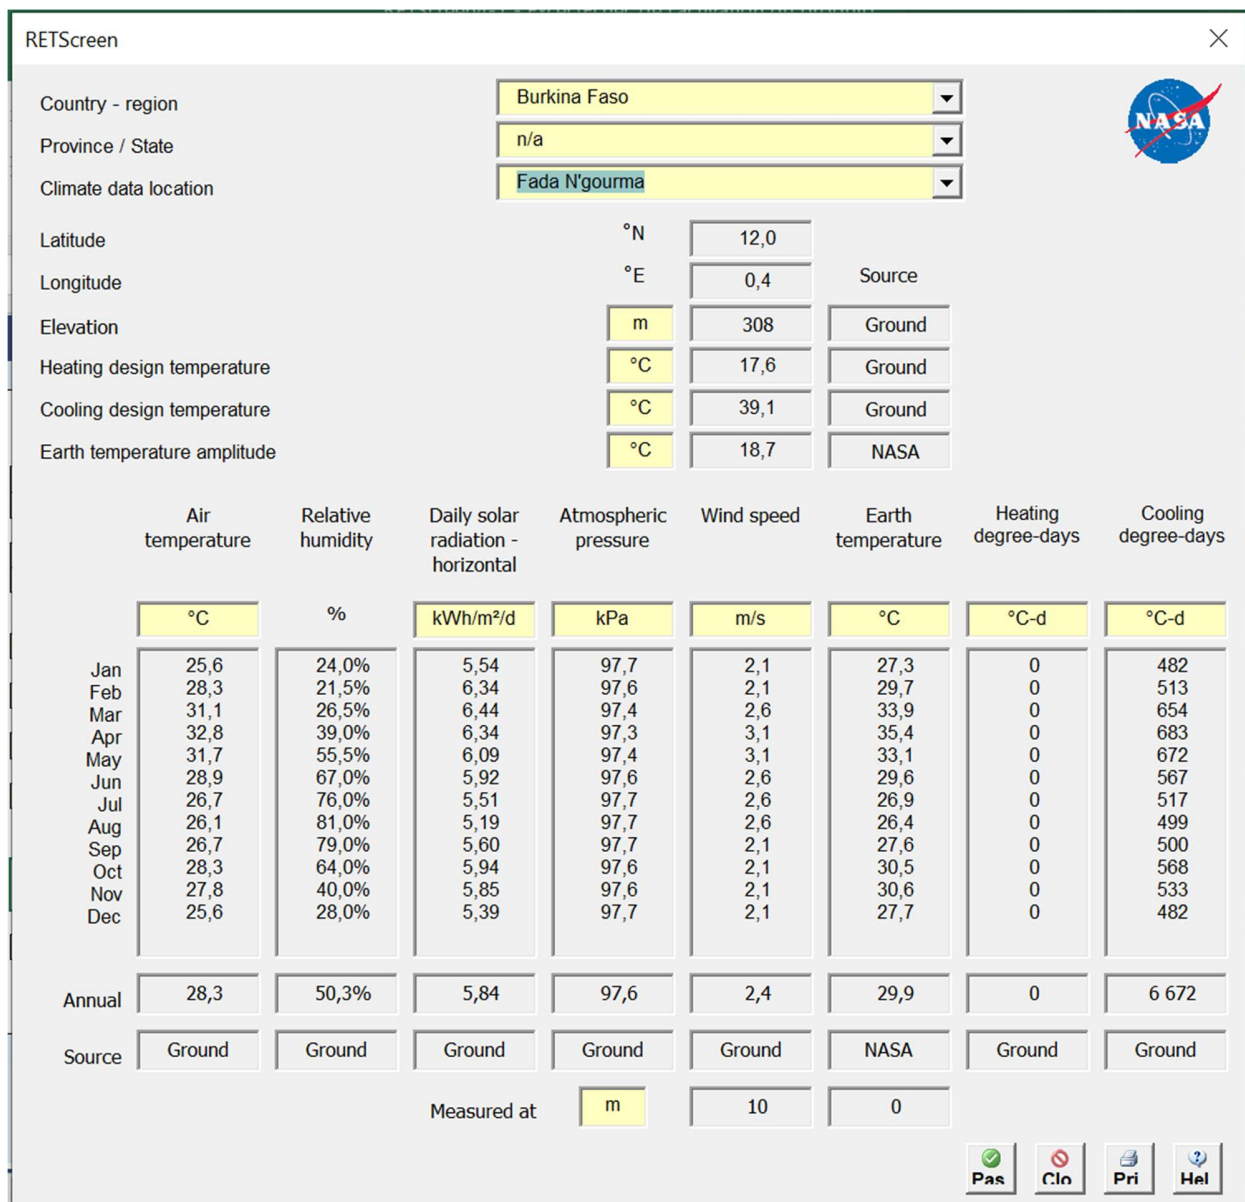 RETScreen
Country - region Burkina Faso
Province / State n/a
NASA
Climate data location Fada N'gourma
Latitude °N 12,0
Longitude °E 0,4 Source
Elevation m 308 Ground
Heating design temperature °C 17,6 Ground
Cooling design temperature °C 39,1 Ground
Earth temperature amplitude °C 18,7 NASA
Air Relative Daily solar Atmospheric Wind speed Earth Heating Cooling
temperature humidity radiation - pressure temperature degree-days degree-days
horizontal
°C % kWh/m²/d kPa m/s °C °C-d °C-d
Jan 25,6 24,0% 5,54 97,7 2,1 27,3 0 482
Feb 28,3 21,5% 6,34 97,6 2,1 29,7 0 513
Mar 31,1 26,5% 6,44 97,4 2,6 33,9 0 654
Apr 32,8 39,0% 6,34 97,3 3,1 35,4 0 683
May 31,7 55,5% 6,09 97,4 3,1 33,1 0 672
Jun 28,9 67,0% 5,92 97,6 2,6 29,6 0 567
Jul 26,7 76,0% 5,51 97,7 2,6 26,9 0 517
Aug 26,1 81,0% 5,19 97,7 2,6 26,4 0 499
Sep 26,7 79,0% 5,60 97,7 2,1 27,6 0 500
Oct 28,3 64,0% 5,94 97,6 2,1 30,5 0 568
Nov 27,8 40,0% 5,85 97,6 2,1 30,6 0 533
Dec 25,6 28,0% 5,39 97,7 2,1 27,7 0 482
Annual 28,3 50,3% 5,84 97,6 2,4 29,9 0 6 672
Source Ground Ground Ground Ground Ground NASA Ground Ground
Measured at m 10 0
Pas Clo Pri Hel